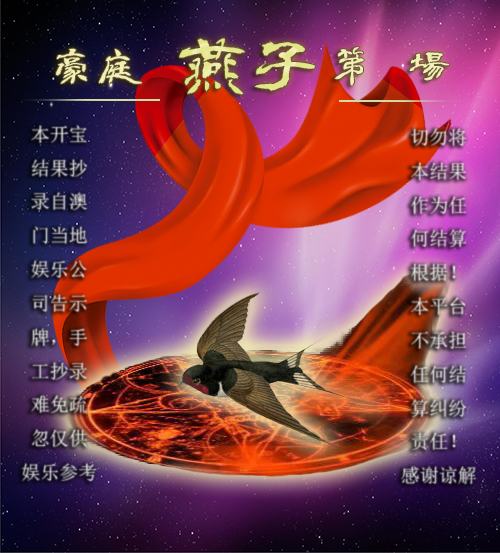 豪庭 燕子 第 場
本开宝
结果抄
录自澳
门当地
娱乐公
司告示
牌，手
工抄录
难免疏
忽仅供
娱乐参考
切勿将
本结果
作为任
何结算
根据！
本平台
不承担
任何结
算纠纷
责任！
感谢谅解